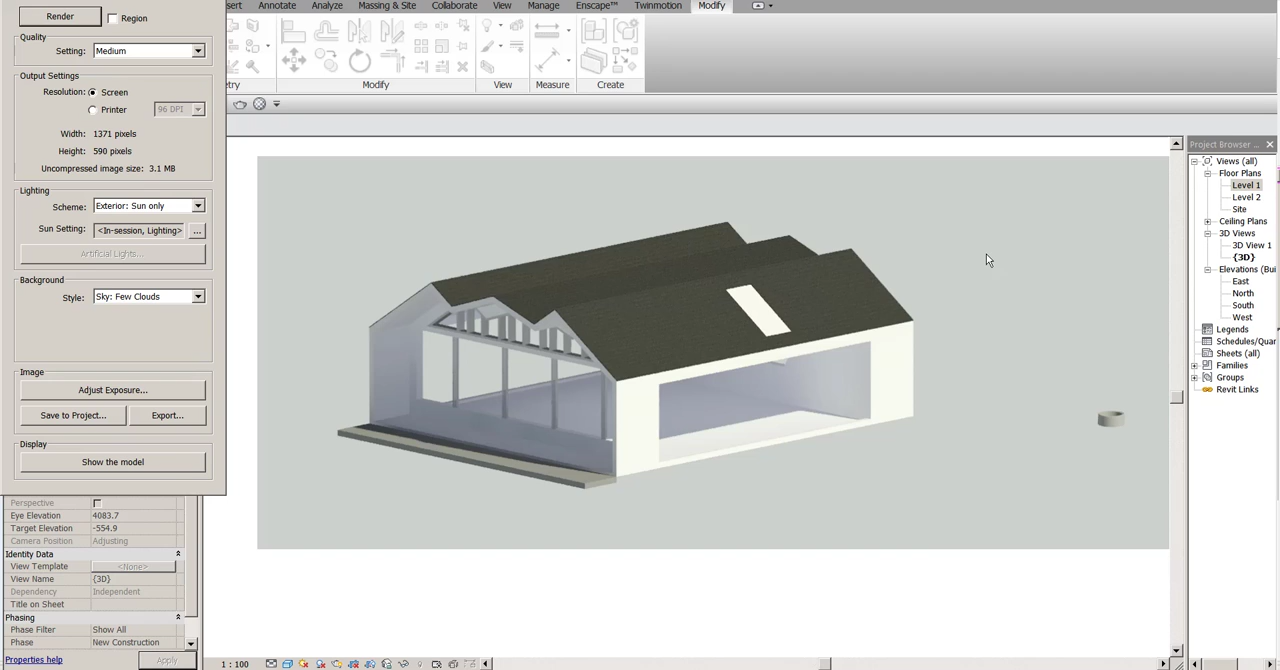 Render
Region
Annotate Analyze Massing & Site Collaborate View Manage Enscape™ Twinmotion Modify
Modify View Measure Create
Quality
Setting: Medium
Output Settings
Resolution: Screen
Printer 96 DPI
Width: 1371 pixels
Height: 590 pixels
Uncompressed image size: 3.1 MB
Lighting
Scheme: Exterior: Sun only
Sun Setting: <In-session, Lighting> ...
Artificial Lights...
Background
Style: Sky: Few Clouds
Image
Adjust Exposure...
Save to Project... Export...
Display
Show the model
Perspective
Eye Elevation 4083.7
Target Elevation -554.9
Camera Position Adjusting
Identity Data
View Template <None>
View Name {3D}
Dependency Independent
Title on Sheet
Phasing
Phase Filter Show All
Phase New Construction
Properties help Apply
1 : 100
Project Browser ...
Views (all)
Floor Plans
Level 1
Level 2
Site
Ceiling Plans
3D Views
3D View 1
{3D}
Elevations (Bui
East
North
South
West
Legends
Schedules/Quar
Sheets (all)
Families
Groups
Revit Links